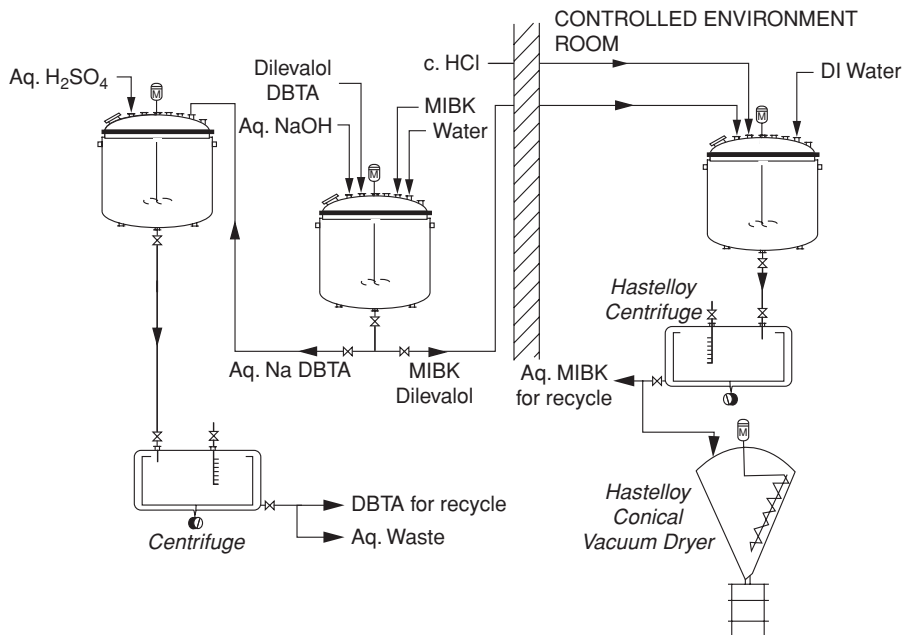 CONTROLLED ENVIRONMENT
ROOM
Aq. H₂SO₄
M
Dilevalol
DBTA
Aq. NaOH
MIBK
Water
M
c. HCl
DI Water
M
Aq. Na DBTA
MIBK
Dilevalol
Hastelloy
Centrifuge
Aq. MIBK
for recycle
M
Hastelloy
Conical
Vacuum Dryer
DBTA for recycle
Aq. Waste
Centrifuge